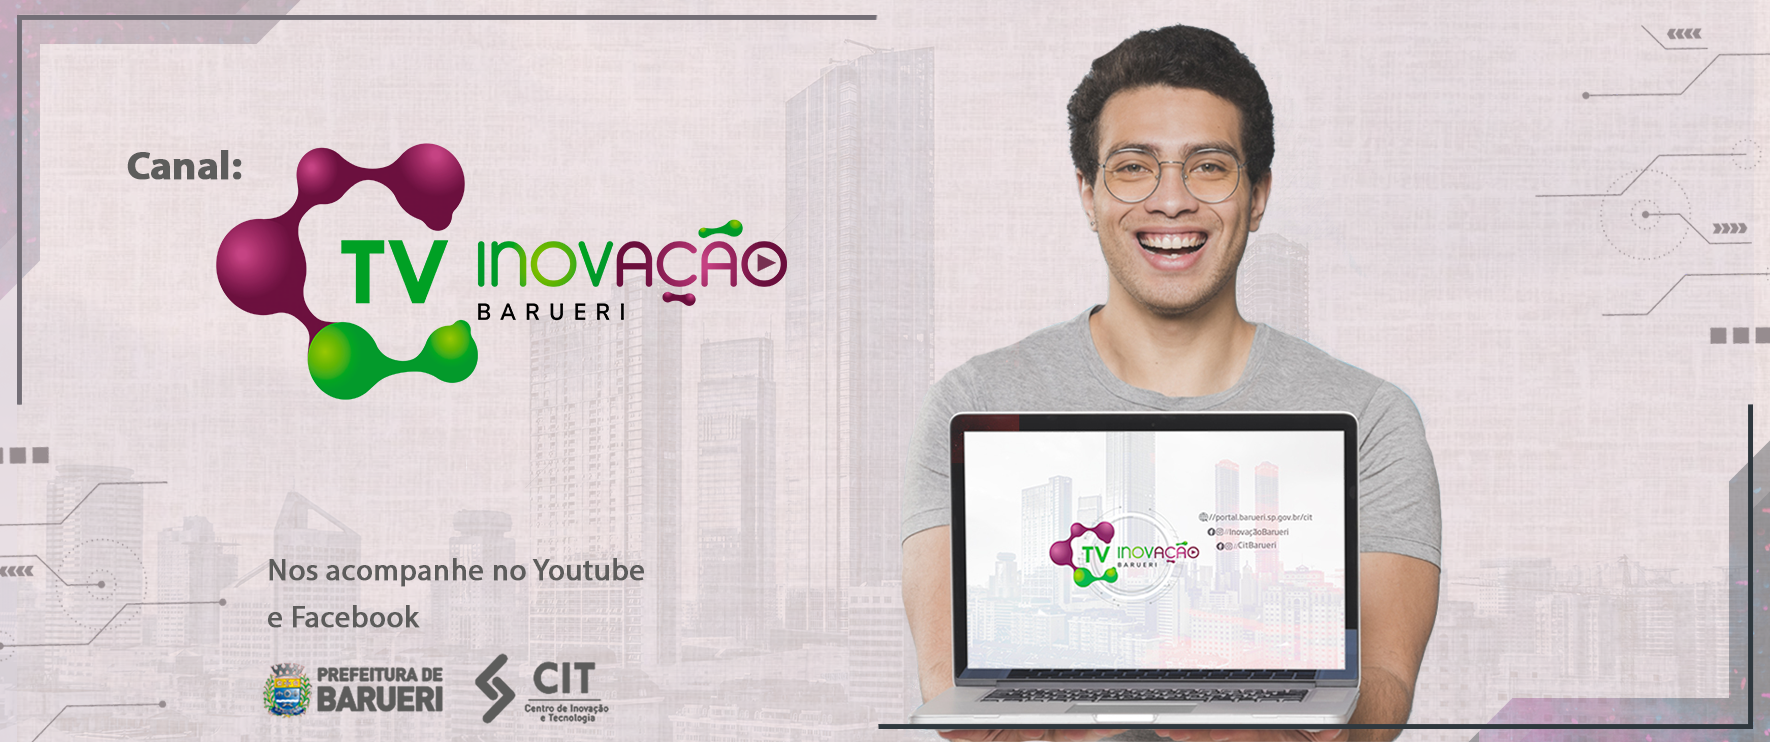 Canal:
TV INOVAÇÃO
BARUERI
Nos acompanhe no Youtube
e Facebook
PREFEITURA DE
BARUERI
CIT
Centro de Inovação
e Tecnologia
//portal.barueri.sp.gov.br/cit
//InovaçãoBarueri
//CitBarueri
TV INOVAÇÃO
BARUERI